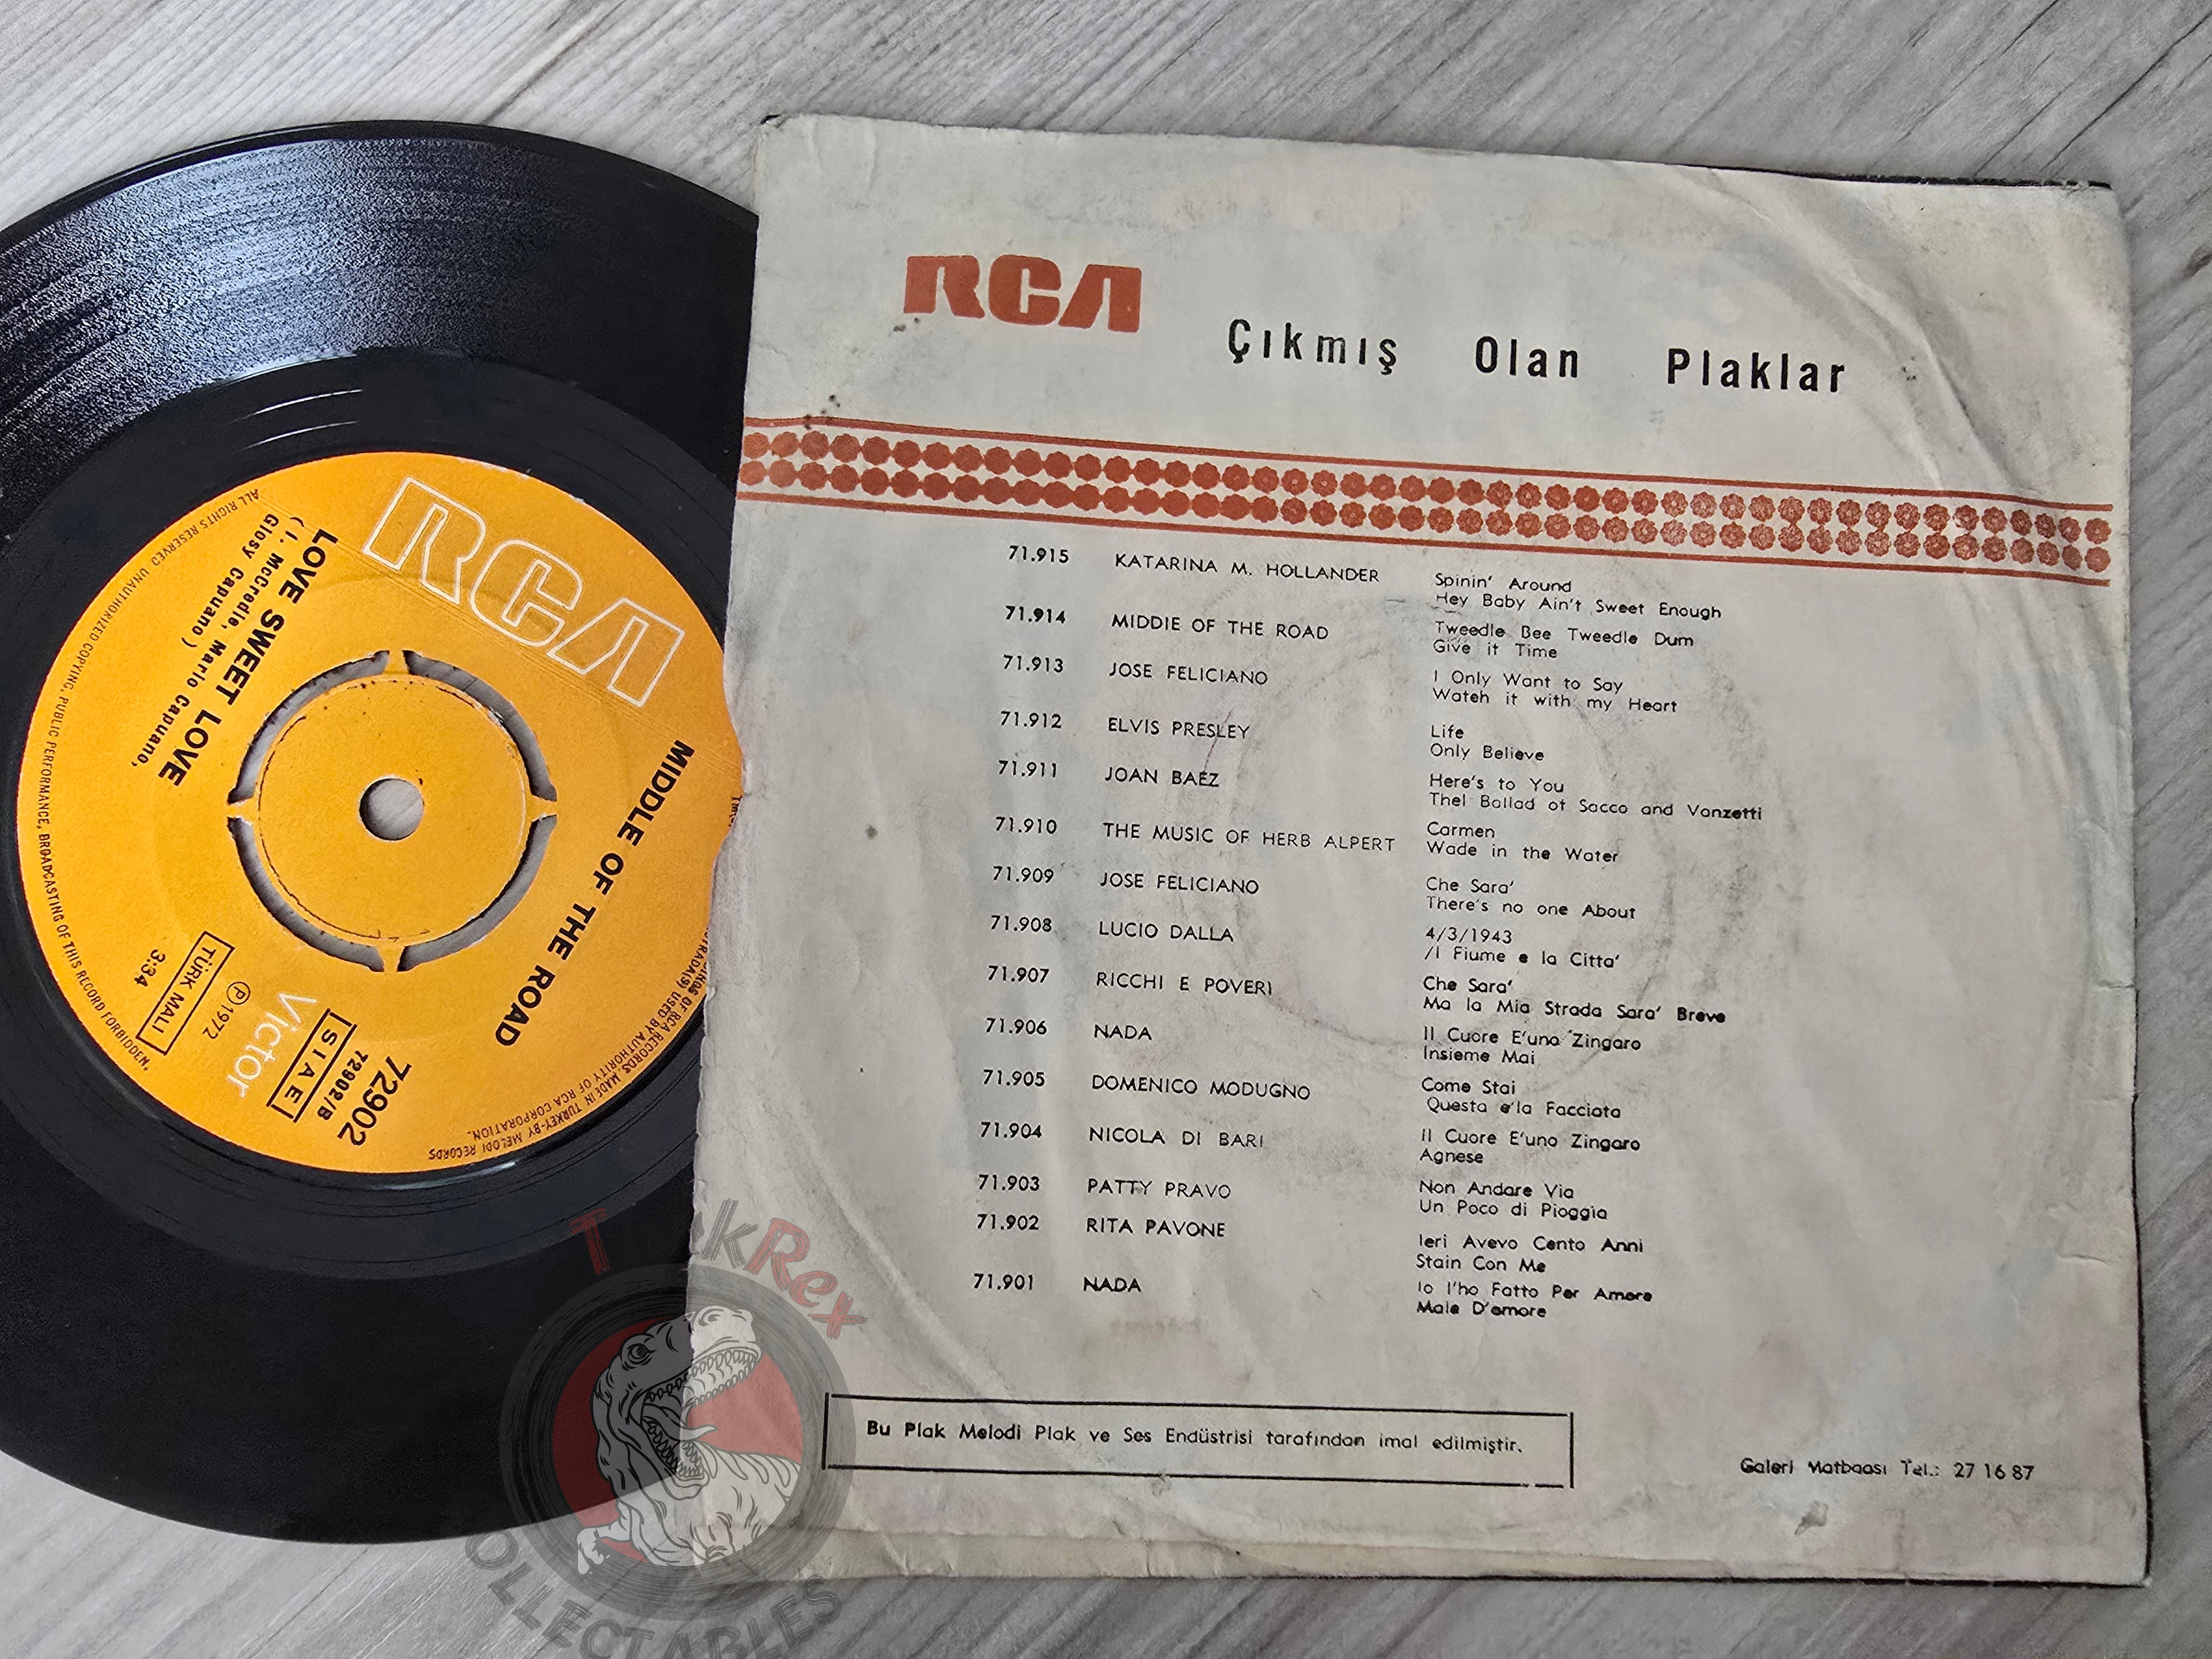 RCA
LOVE SWEET LOVE
( I. McCredie, Mario Capuano,
Giosy Capuano )
MIDDLE OF THE ROAD
ALL RIGHTS RESERVED UNAUTHORIZED COPYING, PUBLIC PERFORMANCE, BROADCASTING OF THIS RECORD FORBIDDEN,
TÜRK MALI
3:34
℗1972
Victor
SIAE
72902/B
72902
OF RCA RECORDS. MADE IN TURKEY-BY MELODI RECORDS
USED BY AUTHORITY OF RCA CORPORATION.
RCA
Çıkmış Olan Plaklar
71.915 KATARINA M. HOLLANDER Spinin' Around
Hey Baby Ain't Sweet Enough
71.914 MIDDIE OF THE ROAD Tweedle Bee Tweedle Dum
Give it Time
71.913 JOSE FELICIANO I Only Want to Say
Wateh it with my Heart
71.912 ELVIS PRESLEY Life
Only Believe
71.911 JOAN BAEZ Here's to You
Thel Ballad of Sacco and Vanzetti
71.910 THE MUSIC OF HERB ALPERT Carmen
Wade in the Water
71.909 JOSE FELICIANO Che Sara'
There's no one About
71.908 LUCIO DALLA 4/3/1943
/I Fiume e la Citta'
71.907 RICCHI E POVERI Che Sara'
Ma la Mia Strada Sara' Breve
71.906 NADA Il Cuore E'uno Zingaro
Insieme Mai
71.905 DOMENICO MODUGNO Come Stai
Questa e'la Facciata
71.904 NICOLA DI BARI Il Cuore E'uno Zingaro
Agnese
71.903 PATTY PRAVO Non Andare Via
Un Poco di Pioggia
71.902 RITA PAVONE Ieri Avevo Cento Anni
Stain Con Me
71.901 NADA Io l'ho Fatto Per Amore
Male D'amore
Bu Plak Melodi Plak ve Ses Endüstrisi tarafından imal edilmiştir.
Galeri Matbaası Tel.: 27 16 87